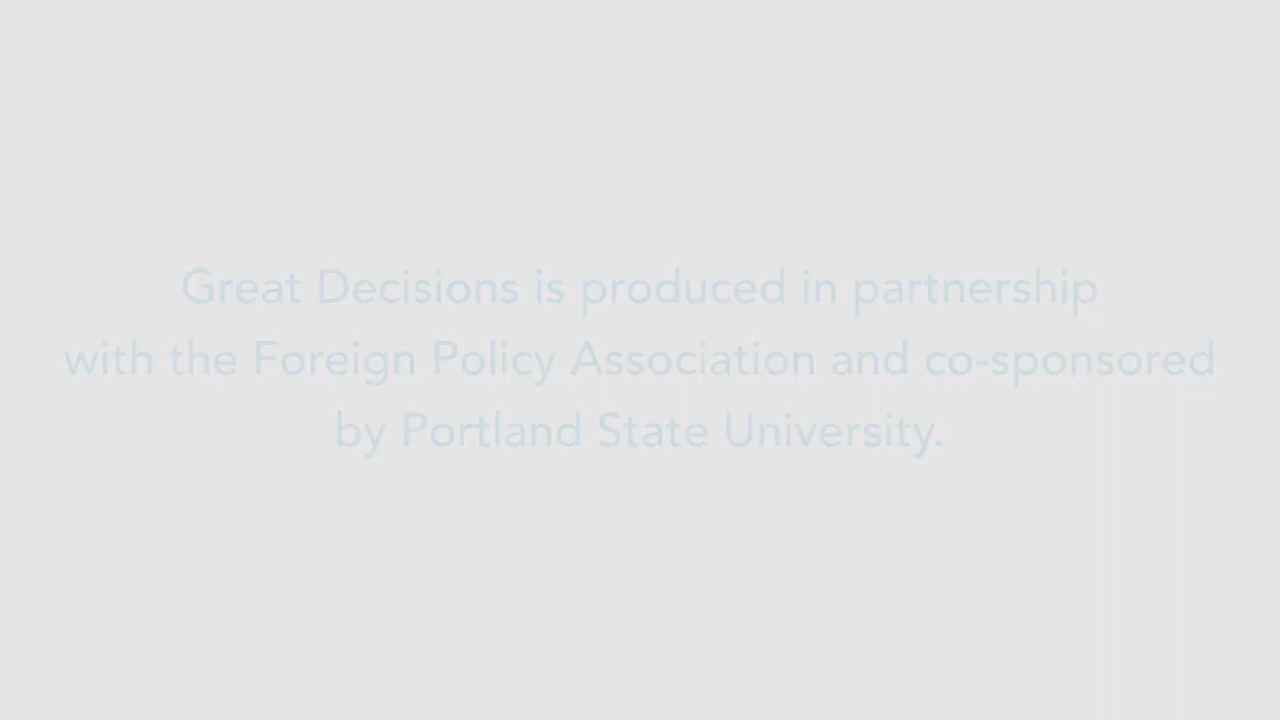 Great Decisions is produced in partnership
with the Foreign Policy Association and co-sponsored
by Portland State University.